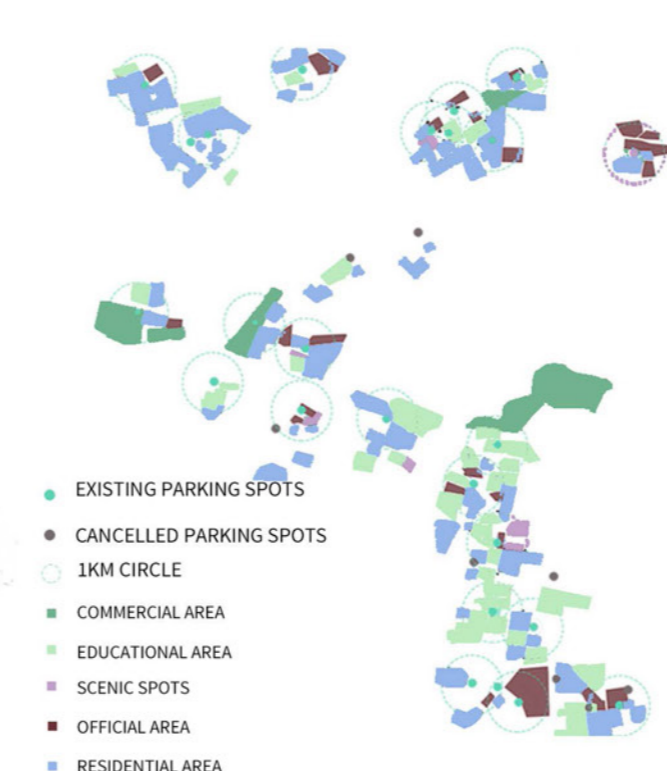 EXISTING PARKING SPOTS
CANCELLED PARKING SPOTS
1KM CIRCLE
COMMERCIAL AREA
EDUCATIONAL AREA
SCENIC SPOTS
OFFICIAL AREA
RESIDENTIAL AREA